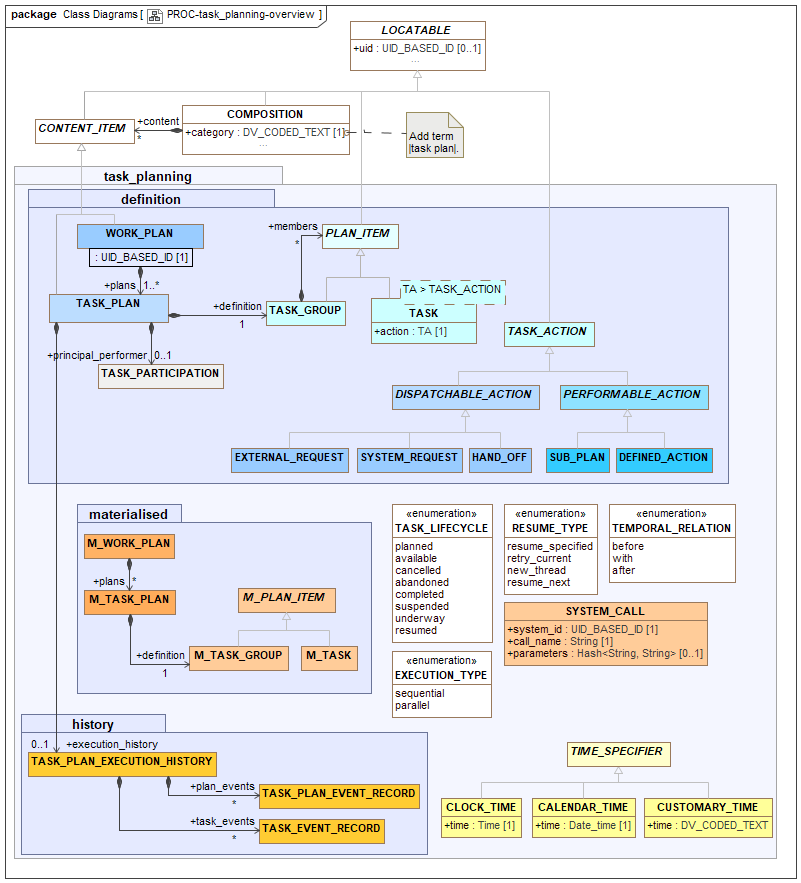 package Class Diagrams [ PROC-task_planning-overview ]
LOCATABLE
+uid : UID_BASED_ID [0..1]
...
CONTENT_ITEM
+content
*
COMPOSITION
+category : DV_CODED_TEXT [1]
...
Add term
|task plan|.
task_planning
definition
WORK_PLAN
: UID_BASED_ID [1]
+plans
1..*
TASK_PLAN
+definition
1
+members
*
PLAN_ITEM
TASK_GROUP
TA > TASK_ACTION
TASK
+action : TA [1]
TASK_ACTION
+principal_performer
0..1
TASK_PARTICIPATION
DISPATCHABLE_ACTION
PERFORMABLE_ACTION
EXTERNAL_REQUEST
SYSTEM_REQUEST
HAND_OFF
SUB_PLAN
DEFINED_ACTION
materialised
M_WORK_PLAN
+plans
*
M_TASK_PLAN
M_PLAN_ITEM
+definition
1
M_TASK_GROUP
M_TASK
«enumeration»
TASK_LIFECYCLE
planned
available
cancelled
abandoned
completed
suspended
underway
resumed
«enumeration»
RESUME_TYPE
resume_specified
retry_current
new_thread
resume_next
«enumeration»
TEMPORAL_RELATION
before
with
after
SYSTEM_CALL
+system_id : UID_BASED_ID [1]
+call_name : String [1]
+parameters : Hash<String, String> [0..1]
«enumeration»
EXECUTION_TYPE
sequential
parallel
history
0..1
+execution_history
TASK_PLAN_EXECUTION_HISTORY
+plan_events
*
TASK_PLAN_EVENT_RECORD
+task_events
*
TASK_EVENT_RECORD
TIME_SPECIFIER
CLOCK_TIME
+time : Time [1]
CALENDAR_TIME
+time : Date_time [1]
CUSTOMARY_TIME
+time : DV_CODED_TEXT